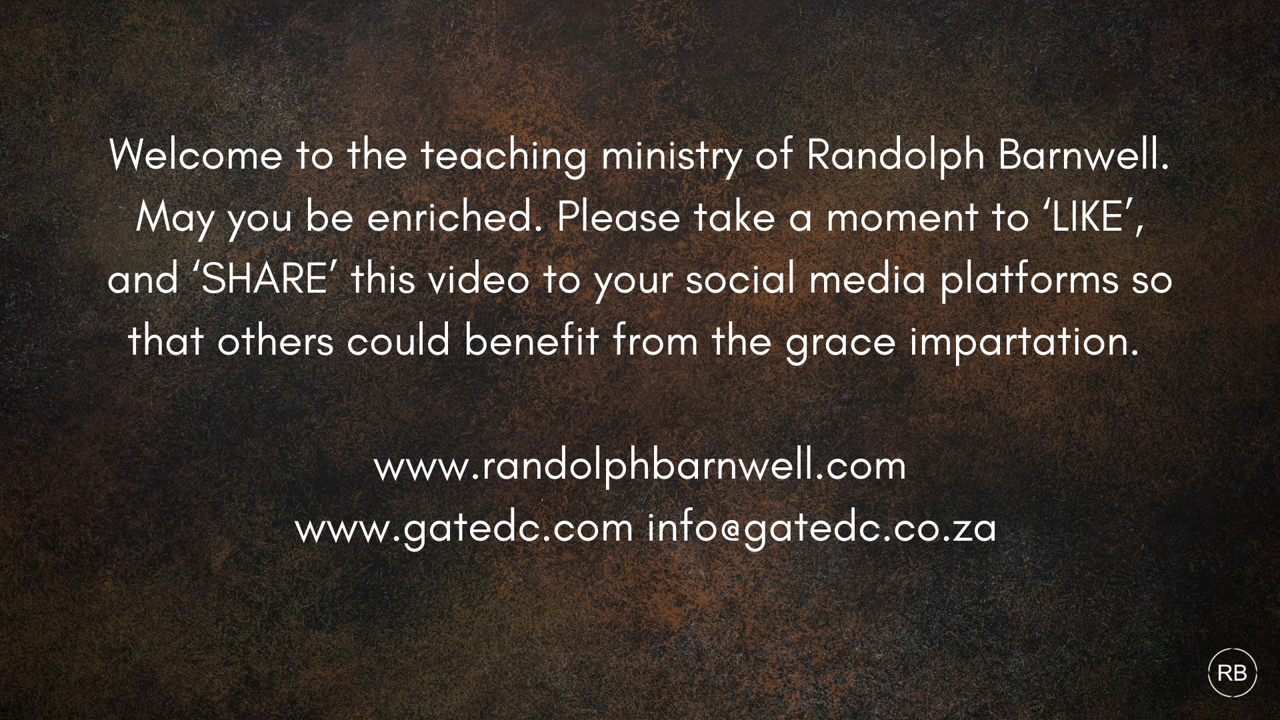 Welcome to the teaching ministry of Randolph Barnwell.
May you be enriched. Please take a moment to ‘LIKE’,
and ‘SHARE’ this video to your social media platforms so
that others could benefit from the grace impartation.
www.randolphbarnwell.com
www.gatedc.com info@gatedc.co.za
RB